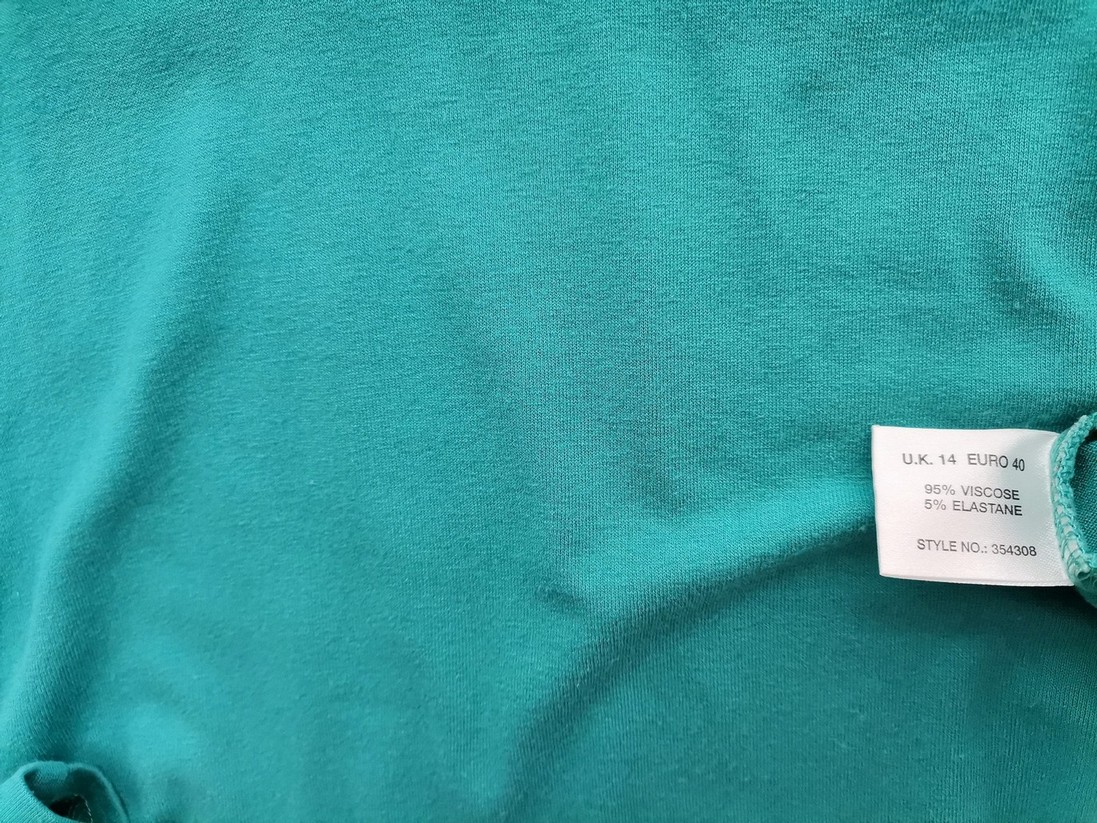 U.K. 14 EURO 40
95% VISCOSE
5% ELASTANE
STYLE NO.: 354308